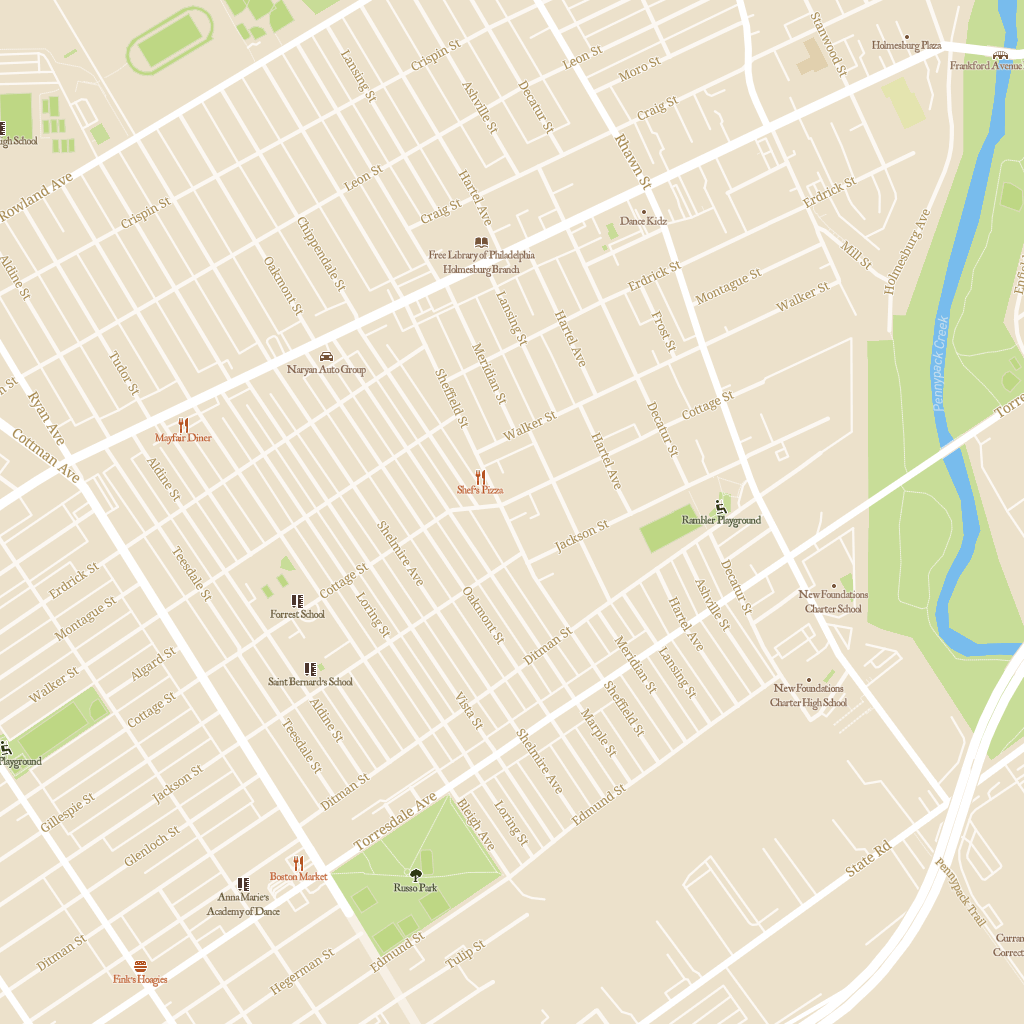 Crispin St
Lansing St
Leon St
Moro St
Stanwood St
Holmesburg Plaza
Frankford Avenue
Ashville St
Decatur St
Craig St
igh School
Rhawn St
Rowland Ave
Leon St
Hartel Ave
Erdrick St
Crispin St
Craig St
Dance Kidz
Chippendale St
Free Library of Philadelphia
Holmesburg Branch
Mill St
Holmesburg Ave
Aldine St
Oakmont St
Erdrick St
Montague St
Walker St
Lansing St
Hartel Ave
Frost St
Pennypack Creek
Tudor St
Naryan Auto Group
Meridian St
Sheffield St
n St
Ryan Ave
Cottage St
Decatur St
Torre
Cottman Ave
Mayfair Diner
Walker St
Hartel Ave
Aldine St
Shef's Pizza
Rambler Playground
Jackson St
Teesdale St
Shelmire Ave
Erdrick St
Cottage St
Decatur St
Ashville St
New Foundations
Charter School
Forrest School
Loring St
Oakmont St
Hartel Ave
Montague St
Ditman St
Meridian St
Algard St
Lansing St
Walker St
Saint Bernard's School
Sheffield St
New Foundations
Charter High School
Cottage St
Aldine St
Vista St
Marple St
Teesdale St
Playground
Shelmire Ave
Jackson St
Ditman St
Gillespie St
Torresdale Ave
Bleigh Ave
Loring St
Edmund St
Glenloch St
State Rd
Boston Market
Russo Park
Pennypack Trail
Anna Marie's
Academy of Dance
Ditman St
Edmund St
Tulip St
Hegerman St
Fink's Hoagies
Curran
Correct